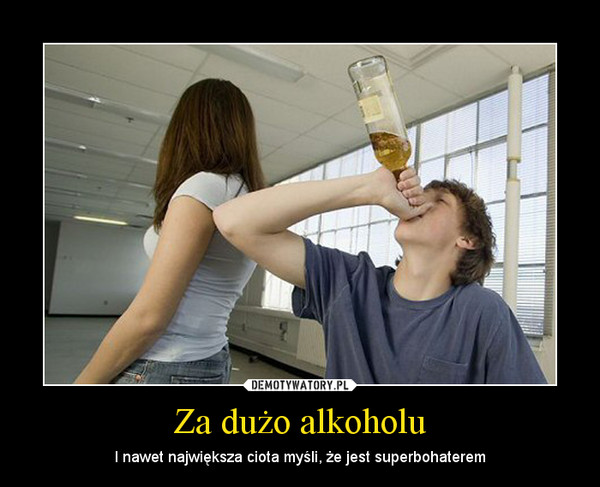 DEMOTYWATORY.PL
Za dużo alkoholu
I nawet największa ciota myśli, że jest superbohaterem